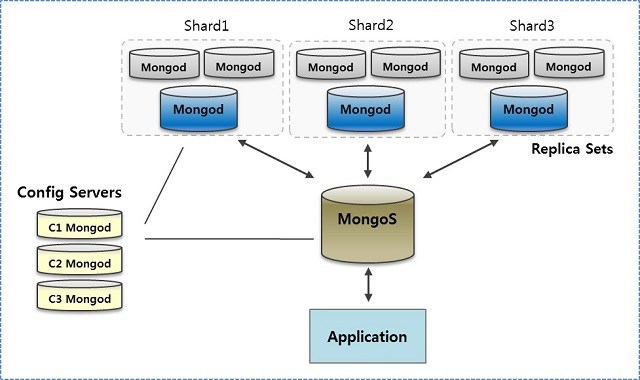 Shard1
Shard2
Shard3
Mongod
Mongod
Mongod
Mongod
Mongod
Mongod
Mongod
Mongod
Mongod
Replica Sets
Config Servers
C1 Mongod
C2 Mongod
C3 Mongod
MongoS
Application